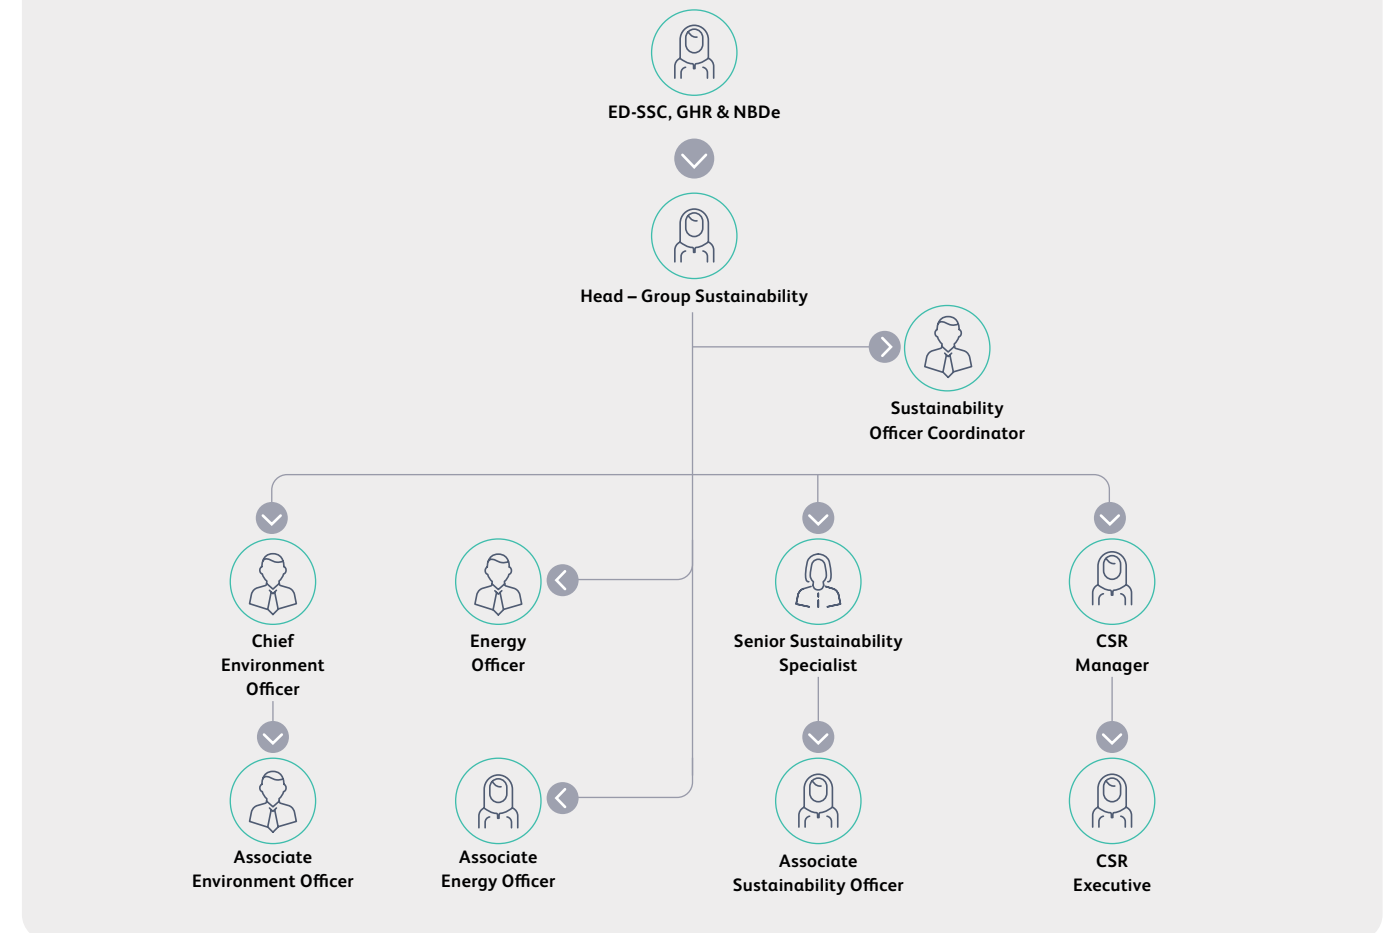 ED-SSC, GHR & NBDe
Head – Group Sustainability
Sustainability
Officer Coordinator
Chief
Environment
Officer
Energy
Officer
Senior Sustainability
Specialist
CSR
Manager
Associate
Environment Officer
Associate
Energy Officer
Associate
Sustainability Officer
CSR
Executive